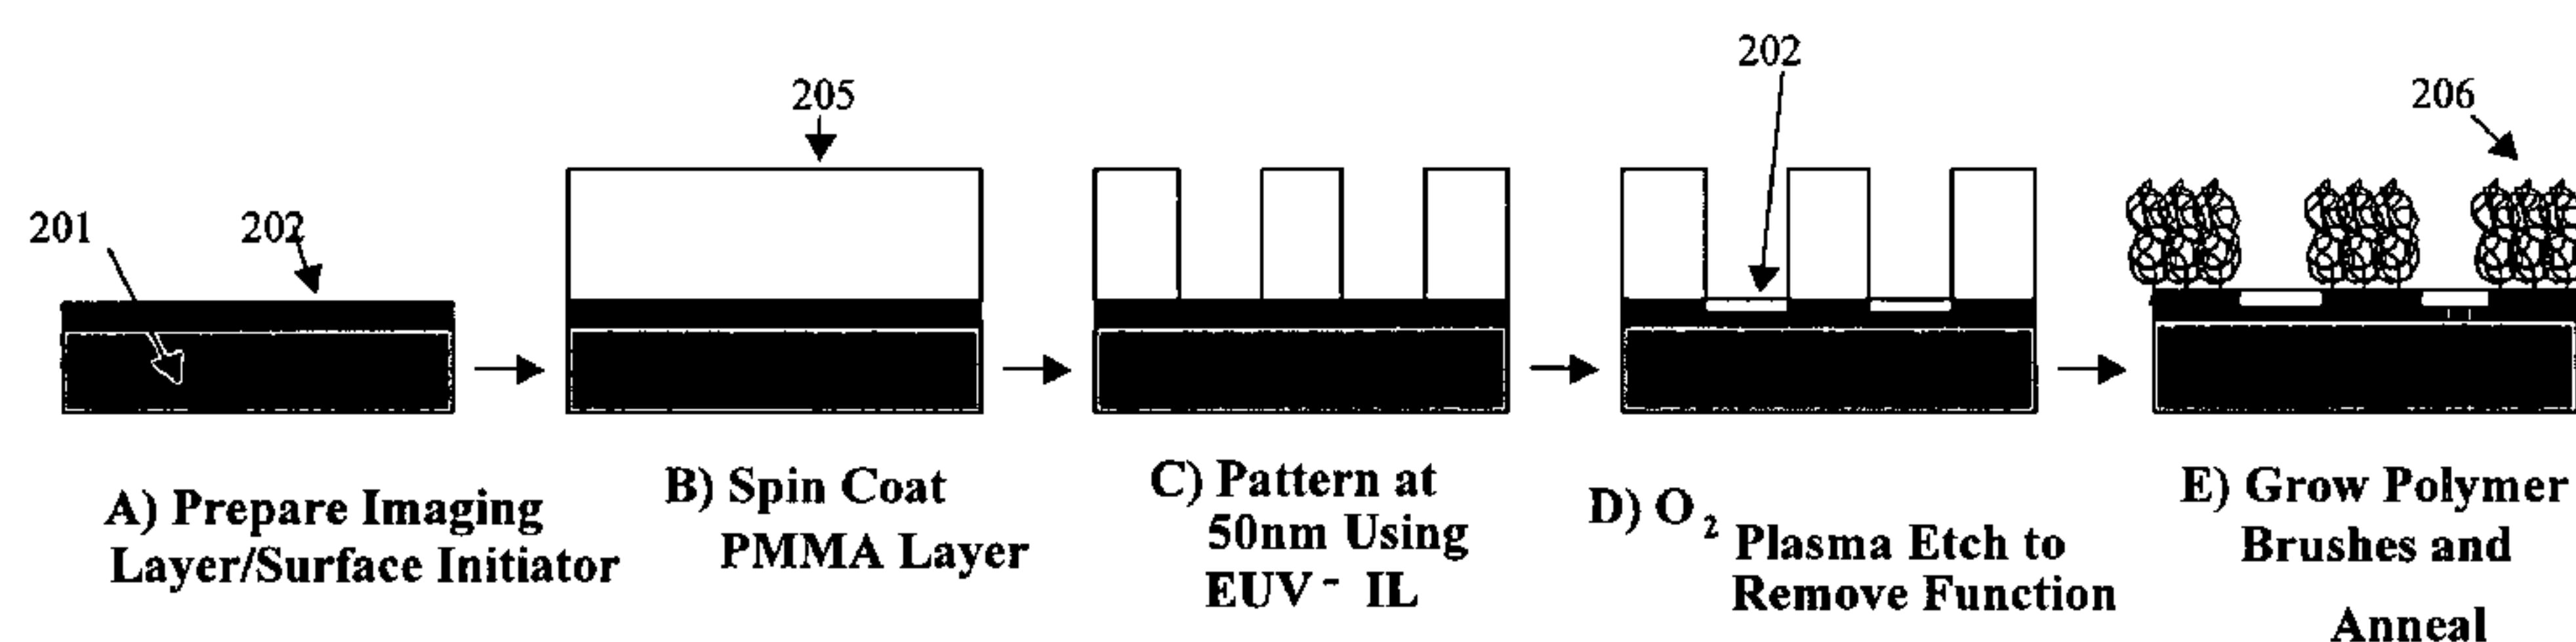 202
205
206
201
202
A) Prepare Imaging
Layer/Surface Initiator
B) Spin Coat
PMMA Layer
C) Pattern at
50nm Using
EUV - IL
D) O2 Plasma Etch to
Remove Function
E) Grow Polymer
Brushes and
Anneal